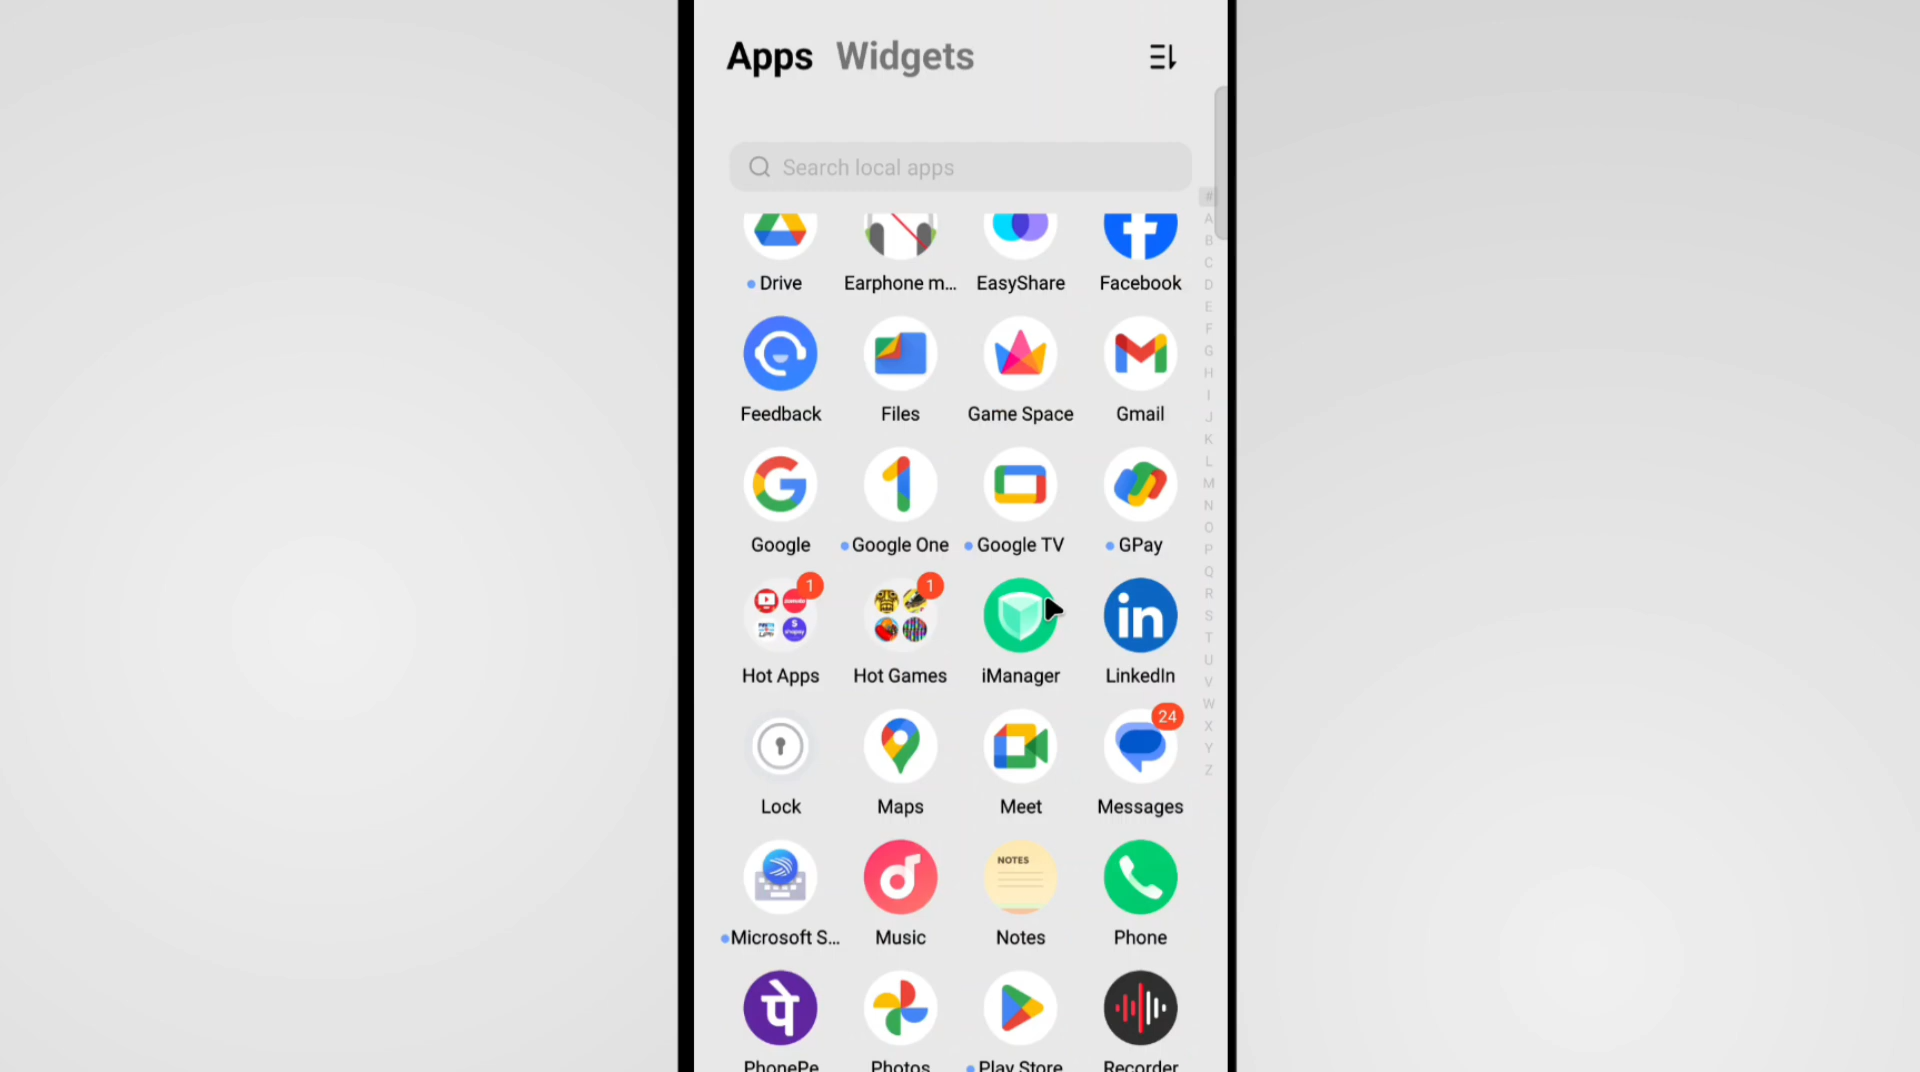 Apps Widgets
Search local apps
Drive Earphone m... EasyShare Facebook
Feedback Files Game Space Gmail
Google Google One Google TV GPay
1 1
Hot Apps Hot Games iManager LinkedIn
24
Lock Maps Meet Messages
NOTES
Microsoft S... Music Notes Phone
पे
PhonePe Photos Play Store Recorder
#
A
B
C
D
E
F
G
H
I
J
K
L
M
N
O
P
Q
R
S
T
U
V
W
X
Y
Z